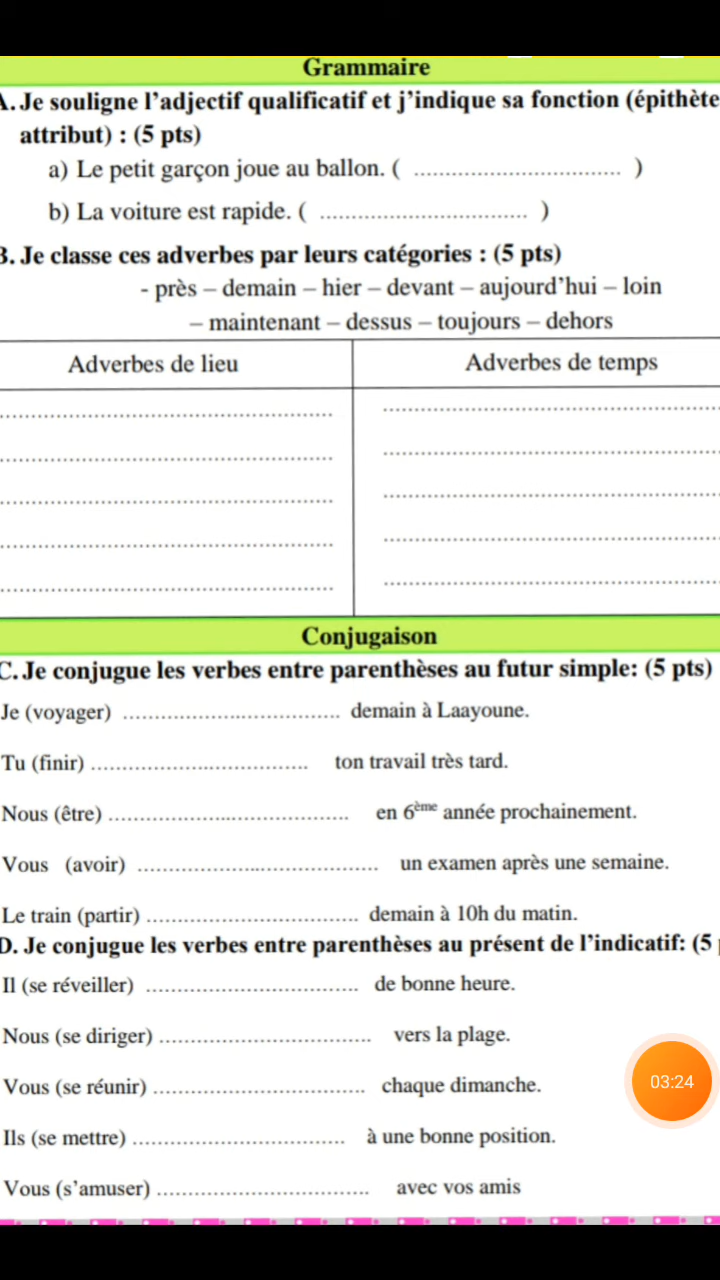 Grammaire
A. Je souligne l’adjectif qualificatif et j’indique sa fonction (épithète
attribut) : (5 pts)
a) Le petit garçon joue au ballon. ( .................................. )
b) La voiture est rapide. ( .................................. )
B. Je classe ces adverbes par leurs catégories : (5 pts)
- près – demain – hier – devant – aujourd’hui – loin
– maintenant – dessus – toujours – dehors
Adverbes de lieu Adverbes de temps
Conjugaison
C. Je conjugue les verbes entre parenthèses au futur simple: (5 pts)
Je (voyager) .................................. demain à Laayoune.
Tu (finir) .................................. ton travail très tard.
Nous (être) .................................. en 6ème année prochainement.
Vous (avoir) .................................. un examen après une semaine.
Le train (partir) .................................. demain à 10h du matin.
D. Je conjugue les verbes entre parenthèses au présent de l’indicatif: (5
Il (se réveiller) .................................. de bonne heure.
Nous (se diriger) .................................. vers la plage.
Vous (se réunir) .................................. chaque dimanche.
03:24
Ils (se mettre) .................................. à une bonne position.
Vous (s’amuser) .................................. avec vos amis